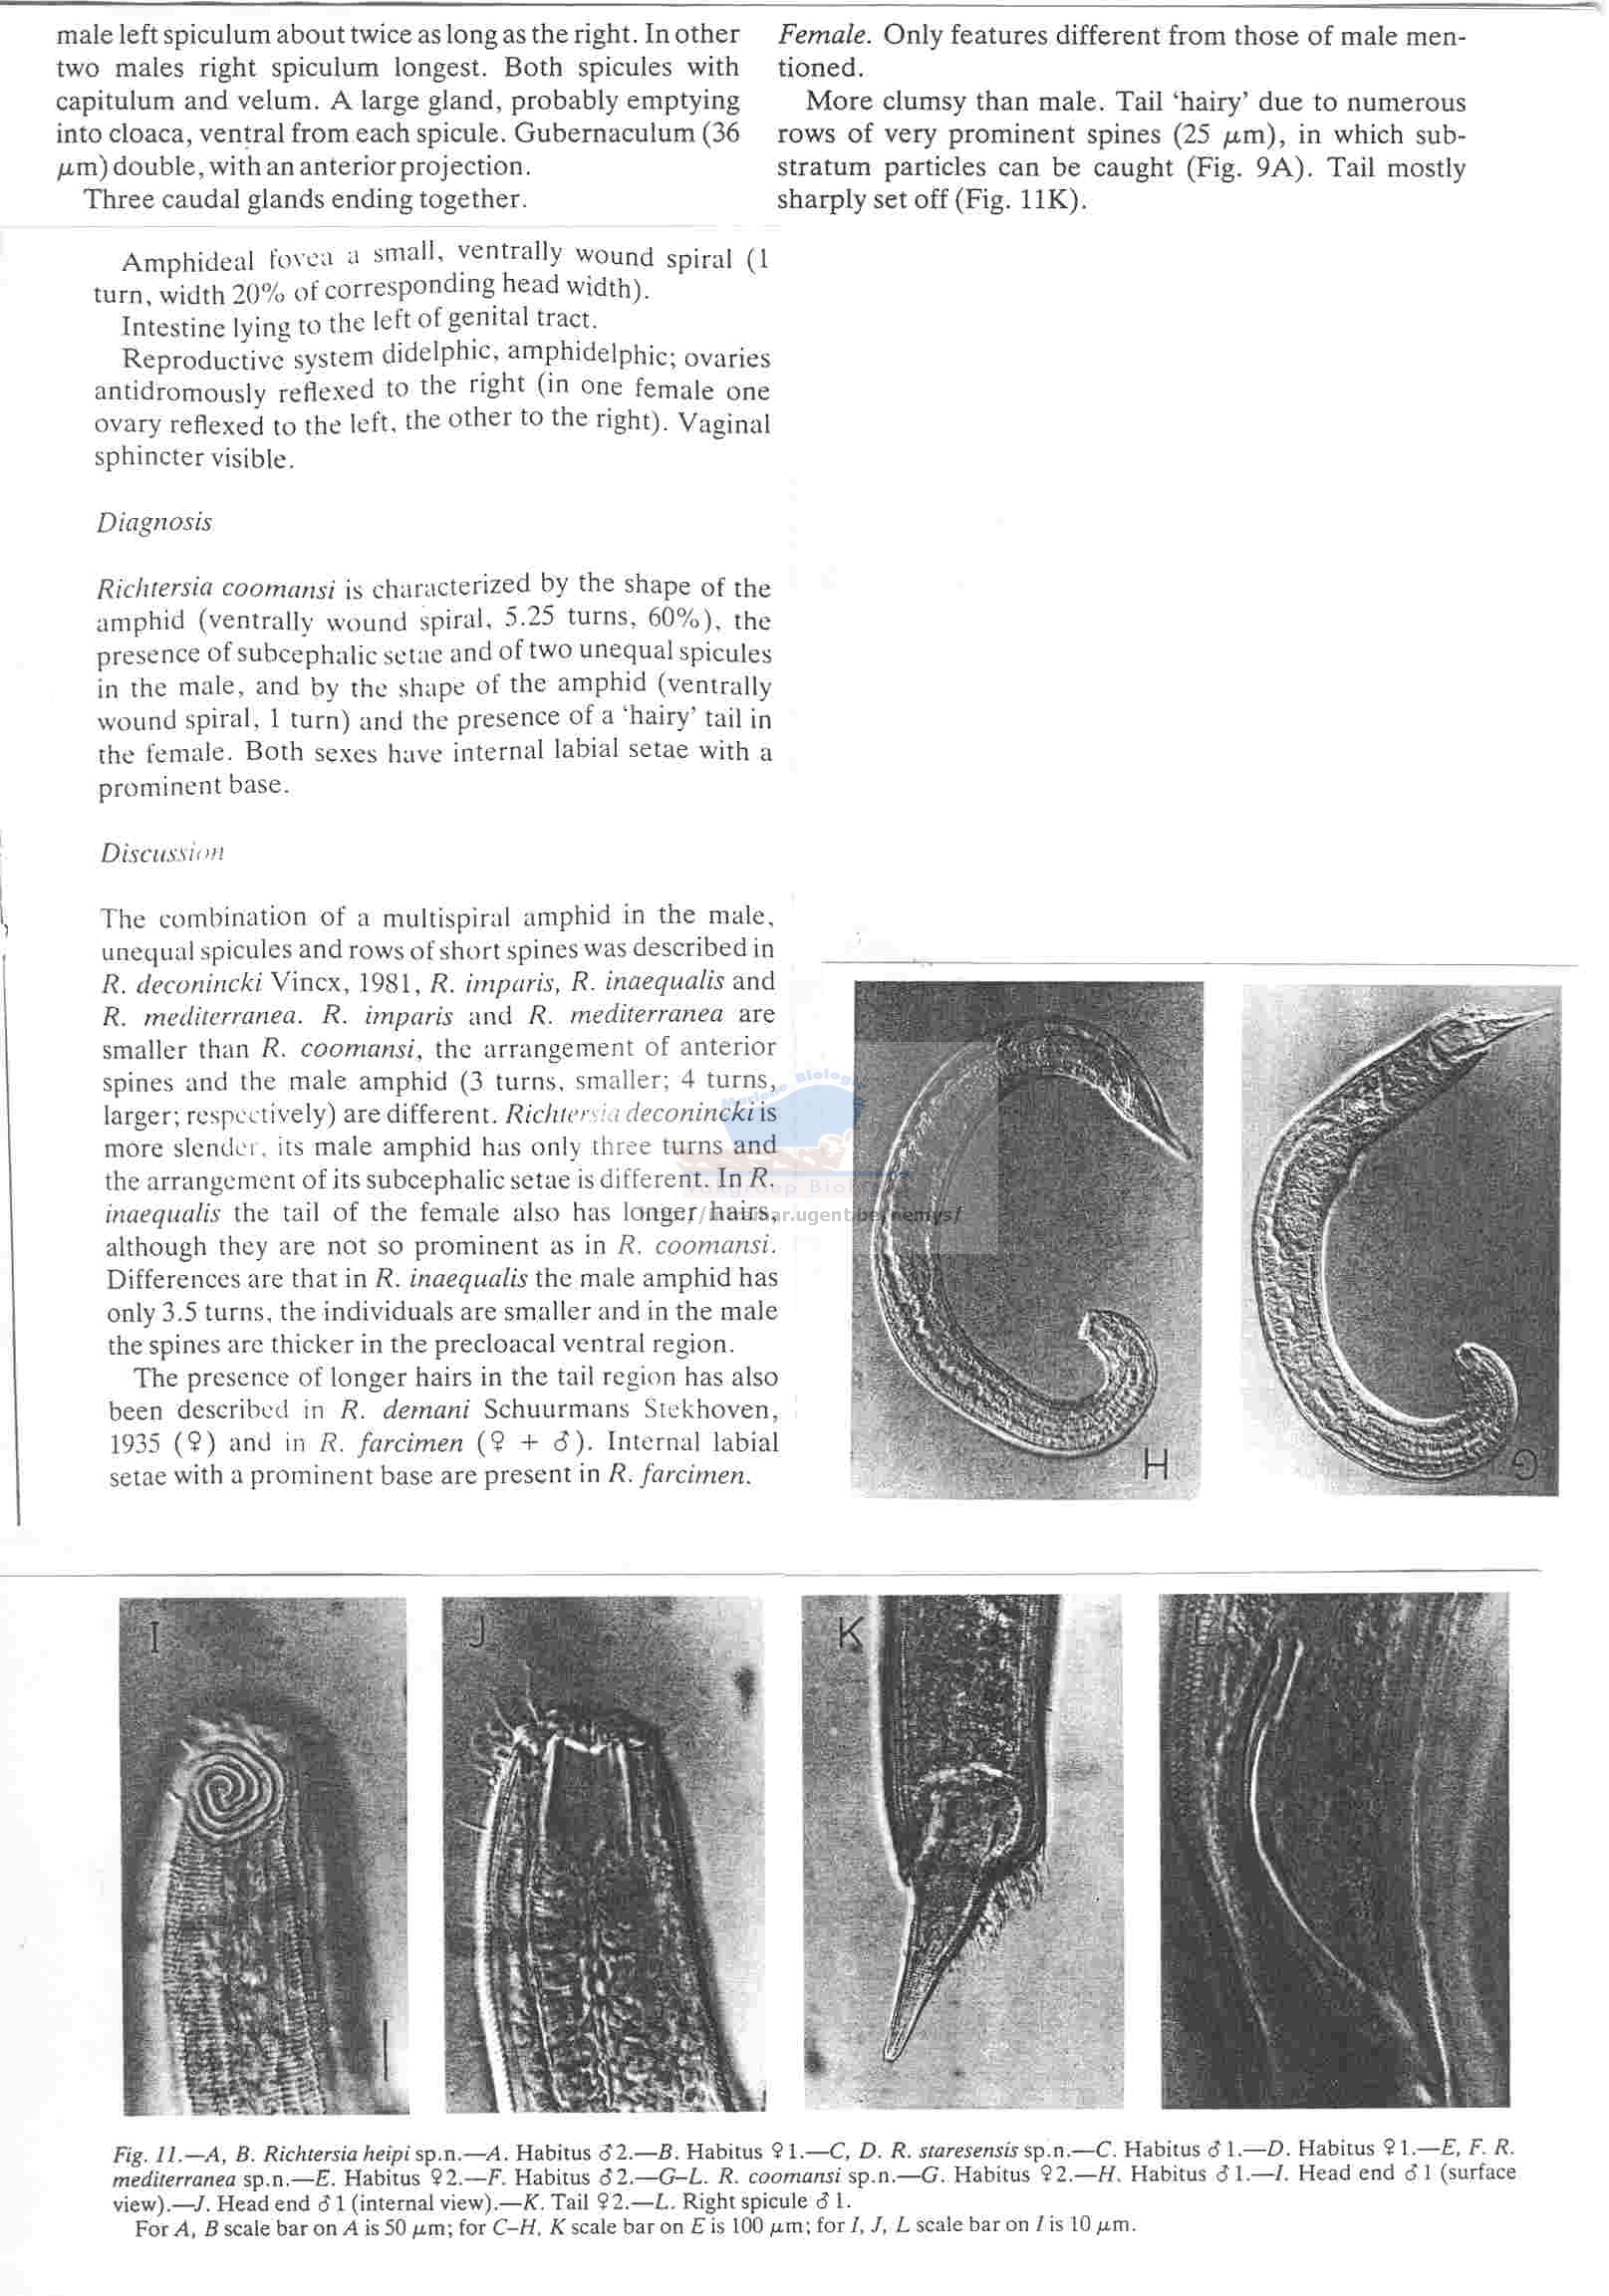 male left spiculum about twice as long as the right. In other
two males right spiculum longest. Both spicules with
capitulum and velum. A large gland, probably emptying
into cloaca, ventral from each spicule. Gubernaculum (36
μm) double, with an anterior projection.
Three caudal glands ending together.
Female. Only features different from those of male men-
tioned.
More clumsy than male. Tail ‘hairy’ due to numerous
rows of very prominent spines (25 μm), in which sub-
stratum particles can be caught (Fig. 9A). Tail mostly
sharply set off (Fig. 11K).
Amphideal fovea a small, ventrally wound spiral (1
turn, width 20% of corresponding head width).
Intestine lying to the left of genital tract.
Reproductive system didelphic, amphidelphic; ovaries
antidromously reflexed to the right (in one female one
ovary reflexed to the left, the other to the right). Vaginal
sphincter visible.
Diagnosis
Richtersia coomansi is characterized by the shape of the
amphid (ventrally wound spiral, 5.25 turns, 60%), the
presence of subcephalic setae and of two unequal spicules
in the male, and by the shape of the amphid (ventrally
wound spiral, 1 turn) and the presence of a ‘hairy’ tail in
the female. Both sexes have internal labial setae with a
prominent base.
Discussion
The combination of a multispiral amphid in the male,
unequal spicules and rows of short spines was described in
R. deconincki Vincx, 1981, R. imparis, R. inaequalis and
R. mediterranea. R. imparis and R. mediterranea are
smaller than R. coomansi, the arrangement of anterior
spines and the male amphid (3 turns, smaller; 4 turns,
larger; respectively) are different. Richtersia deconincki is
more slender, its male amphid has only three turns and
the arrangement of its subcephalic setae is different. In R.
inaequalis the tail of the female also has longer hairs,
although they are not so prominent as in R. coomansi.
Differences are that in R. inaequalis the male amphid has
only 3.5 turns, the individuals are smaller and in the male
the spines are thicker in the precloacal ventral region.
The presence of longer hairs in the tail region has also
been described in R. demani Schuurmans Stekhoven,
1935 (♀) and in R. farcimen (♀ + ♂). Internal labial
setae with a prominent base are present in R. farcimen.
H
G
I
J
K
Fig. 11.—A, B. Richtersia heipi sp.n.—A. Habitus ♂2.—B. Habitus ♀1.—C, D. R. staresensis sp.n.—C. Habitus ♂1.—D. Habitus ♀1.—E, F. R.
mediterranea sp.n.—E. Habitus ♀2.—F. Habitus ♂2.—G–L. R. coomansi sp.n.—G. Habitus ♀2.—H. Habitus ♂1.—I. Head end ♂1 (surface
view).—J. Head end ♂1 (internal view).—K. Tail ♀2.—L. Right spicule ♂1.
For A, B scale bar on A is 50 μm; for C–H, K scale bar on E is 100 μm; for I, J, L scale bar on I is 10 μm.